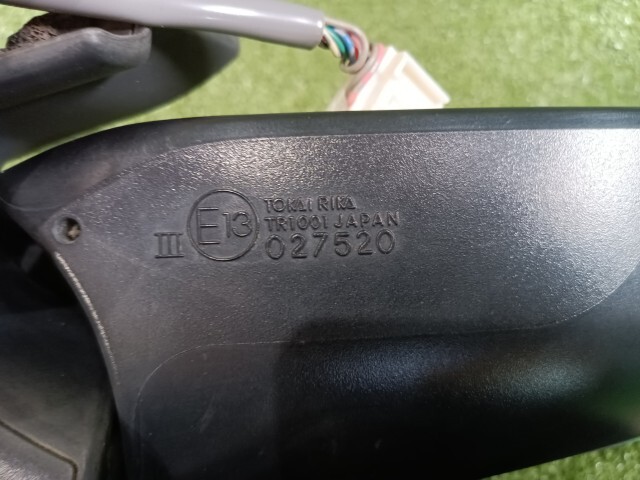 TOKAI RIKA
III E13 TR1001 JAPAN
027520